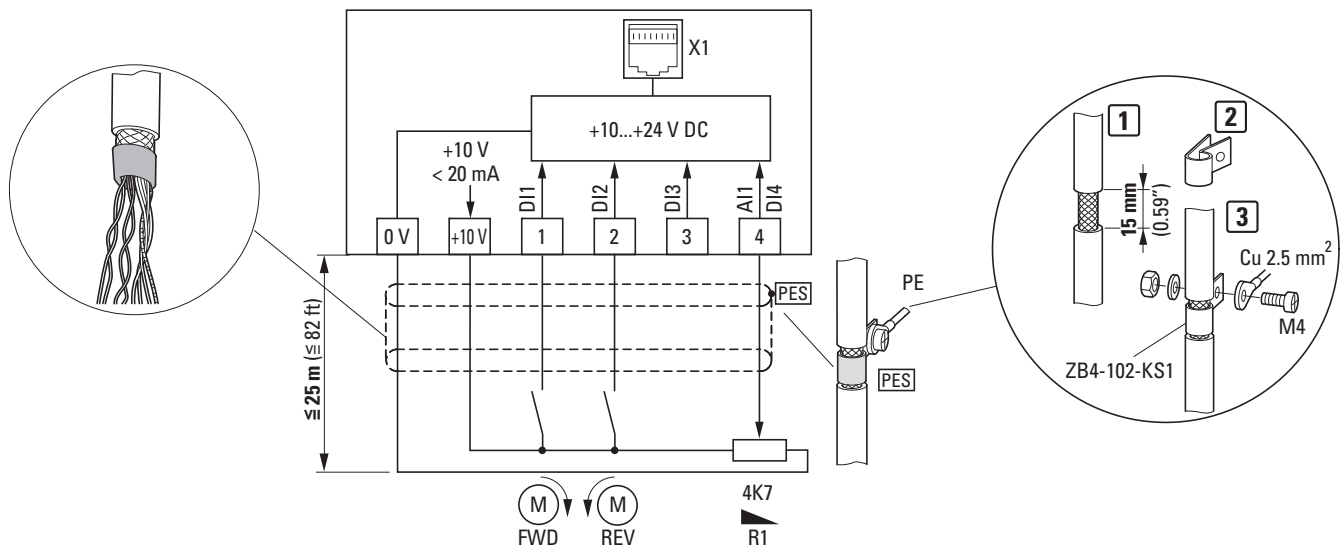 X1
+10...+24 V DC
+10 V
< 20 mA
DI1
DI2
DI3
AI1
DI4
0 V
+10 V
1
2
3
4
≦ 25 m (≦ 82 ft)
PES
PE
PES
FWD
M
M
REV
4K7
R1
1
2
15 mm
(0.59″)
3
Cu 2.5 mm²
M4
ZB4-102-KS1